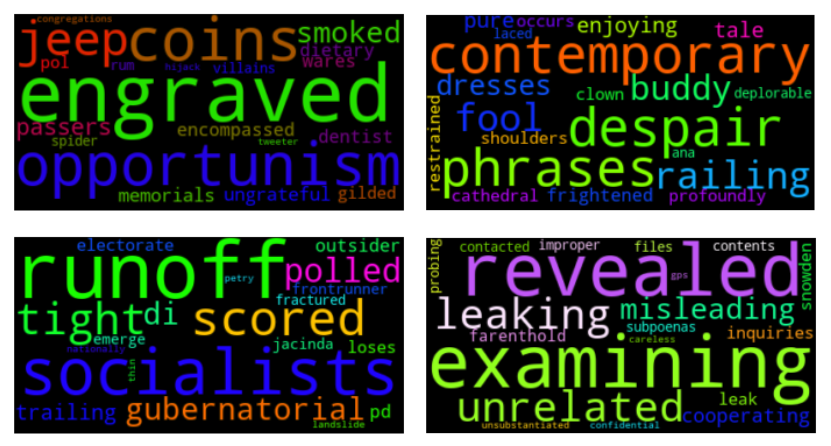 congregations
jeep coins smoked
dietary
pol rum hijack villains wares
engraved
passers encompassed dentist
spider tweeter
opportunism
memorials ungrateful gilded
pure occurs enjoying tale
laced
contemporary
dresses clown buddy deplorable
fool despair
restrained shoulders ana
phrases railing
cathedral frightened profoundly
electorate outsider
runoff polled
petry frontrunner
fractured
tight di scored
emerge jacinda loses
nationally
socialists
thin
trailing gubernatorial pd
landslide
contacted improper files contents
probing revealed gps snowden
leaking misleading
farenthold subpoenas inquiries
careless
examining
unrelated leak
cooperating
unsubstantiated confidential